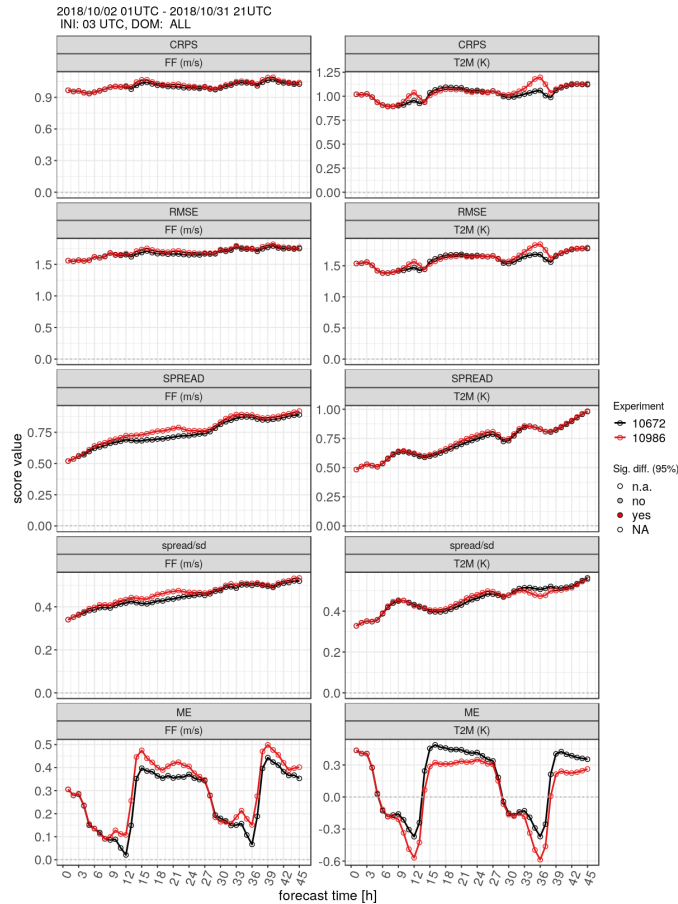 2018/10/02 01UTC - 2018/10/31 21UTC
INI: 03 UTC, DOM: ALL
CRPS
FF (m/s)
0.9
0.6
0.3
0.0
CRPS
T2M (K)
1.25
1.00
0.75
0.50
0.25
0.00
RMSE
FF (m/s)
1.5
1.0
0.5
0.0
RMSE
T2M (K)
1.5
1.0
0.5
0.0
SPREAD
FF (m/s)
0.75
0.50
0.25
0.00
SPREAD
T2M (K)
1.00
0.75
0.50
0.25
0.00
spread/sd
FF (m/s)
0.4
0.2
0.0
spread/sd
T2M (K)
0.4
0.2
0.0
ME
FF (m/s)
0.5
0.4
0.3
0.2
0.1
0.0
ME
T2M (K)
0.3
0.0
-0.3
-0.6
0 3 6 9 12 15 18 21 24 27 30 33 36 39 42 45
0 3 6 9 12 15 18 21 24 27 30 33 36 39 42 45
forecast time [h]
score value
Experiment
10672
10986
Sig. diff. (95%)
n.a.
no
yes
NA